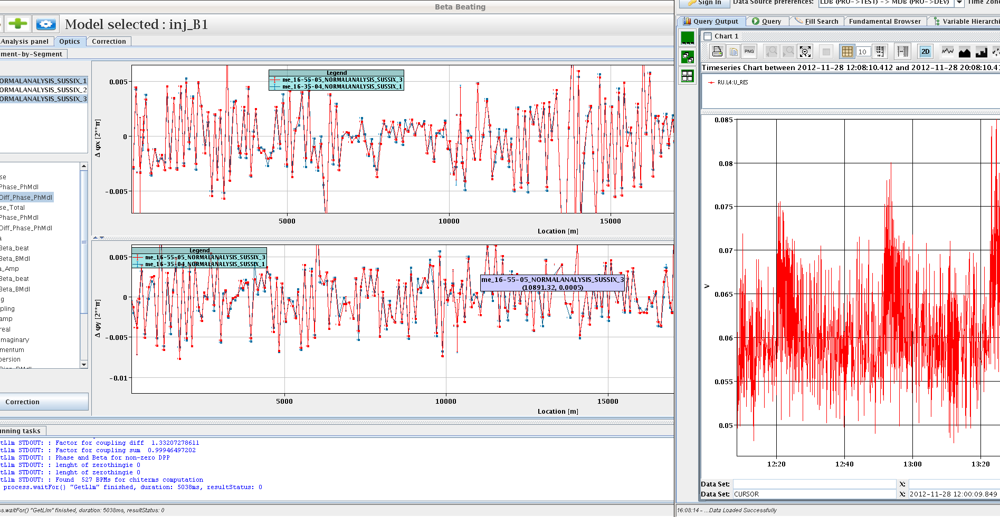 Beta Beating
Model selected : inj_B1
Analysis panel
Optics
Correction
ment-by-Segment
ORMALANALYSIS_SUSSIX_1
ORMALANALYSIS_SUSSIX_2
ORMALANALYSIS_SUSSIX_3
se
Phase_PhMdl
Diff_Phase_PhMdl
se_Total
Phase_PhMdl
Diff_Phase_PhMdl
a
Beta_beat
Beta_BMdl
a_Amp
Beta_beat
Beta_BMdl
g
pling
amp
real
maginary
mentum
persion
Correction
Legend
me_16-55-05_NORMALANALYSIS_SUSSIX_3
me_16-35-04_NORMALANALYSIS_SUSSIX_1
Δ φx [2*π]
0.005
0
-0.005
5000
10000
15000
Location [m]
Legend
me_16-55-05_NORMALANALYSIS_SUSSIX_3
me_16-35-04_NORMALANALYSIS_SUSSIX_1
me_16-55-05_NORMALANALYSIS_SUSSIX_3
(10891.32, 0.0005)
Δ φy [2*π]
0.005
0
-0.005
-0.01
5000
10000
15000
Location [m]
unning tasks
tLlm STDOUT: : Factor for coupling diff  1.33207278611
tLlm STDOUT: : Factor for coupling sum  0.99946497202
tLlm STDOUT: : Phase and Beta for non-zero DPP
tLlm STDOUT: : lenght of zerothingie 0
tLlm STDOUT: : lenght of zerothingie 0
tLlm STDOUT: : Found  527 BPMs for chiterms computation
process.waitFor() "GetLlm" finished, duration: 5038ms, resultStatus: 0
ss.waitFor() "GetLlm" finished, duration: 5038ms, resultStatus: 0
Sign In
Data Source preferences:
LDB (PRO->TEST) -> MDB (PRO->DEV)
Time Zon
Query Output
Query
Fill Search
Fundamental Browser
Variable Hierarchi
Chart 1
PNG
10
2D
Timeseries Chart between 2012-11-28 12:08:10.412 and 2012-11-28 20:08:10.41
RU.L4:U_RES
V
0.085
0.08
0.075
0.07
0.065
0.06
0.055
0.05
12:20
12:40
13:00
13:20
Data Set:
X:
Data Set:
CURSOR
X:
2012-11-28 12:00:09.849
16:08:14 - ...Data Loaded Successfully